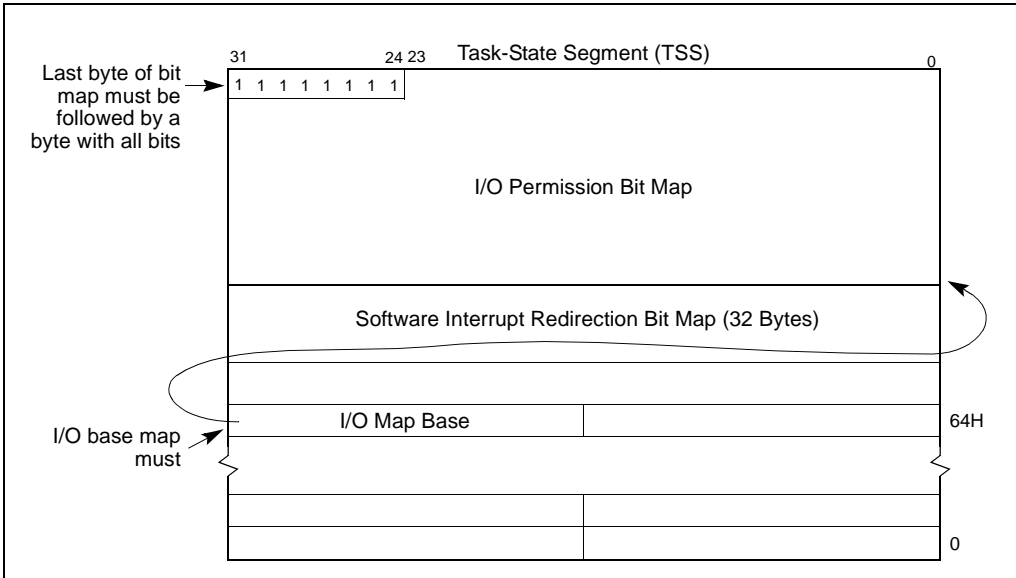 Task-State Segment (TSS)
31
24 23
0
Last byte of bit
map must be
followed by a
byte with all bits
1 1 1 1 1 1 1 1
I/O Permission Bit Map
Software Interrupt Redirection Bit Map (32 Bytes)
I/O Map Base
64H
I/O base map
must
0